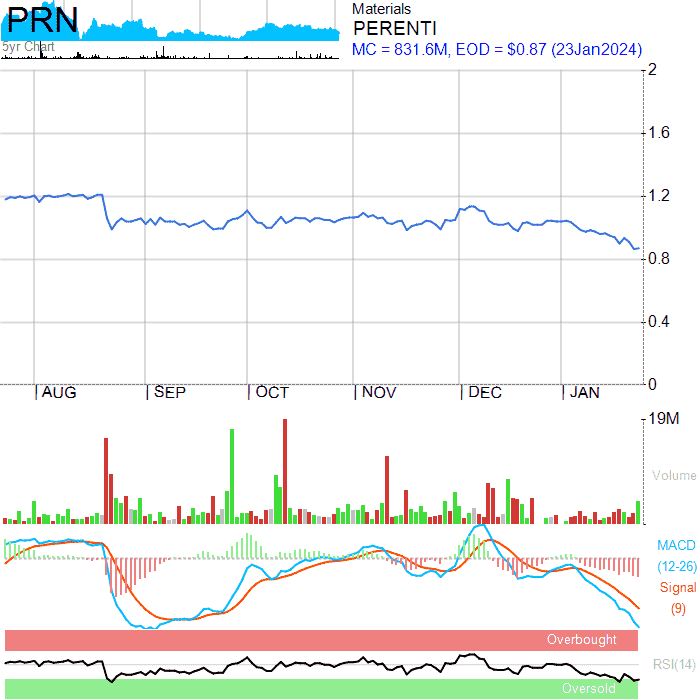 PRN
5yr Chart
Materials
PERENTI
MC = 831.6M, EOD = $0.87 (23Jan2024)
2
1.6
1.2
0.8
0.4
0
AUG SEP OCT NOV DEC JAN
19M
Volume
MACD
(12-26)
Signal
(9)
Overbought
RSI(14)
Oversold